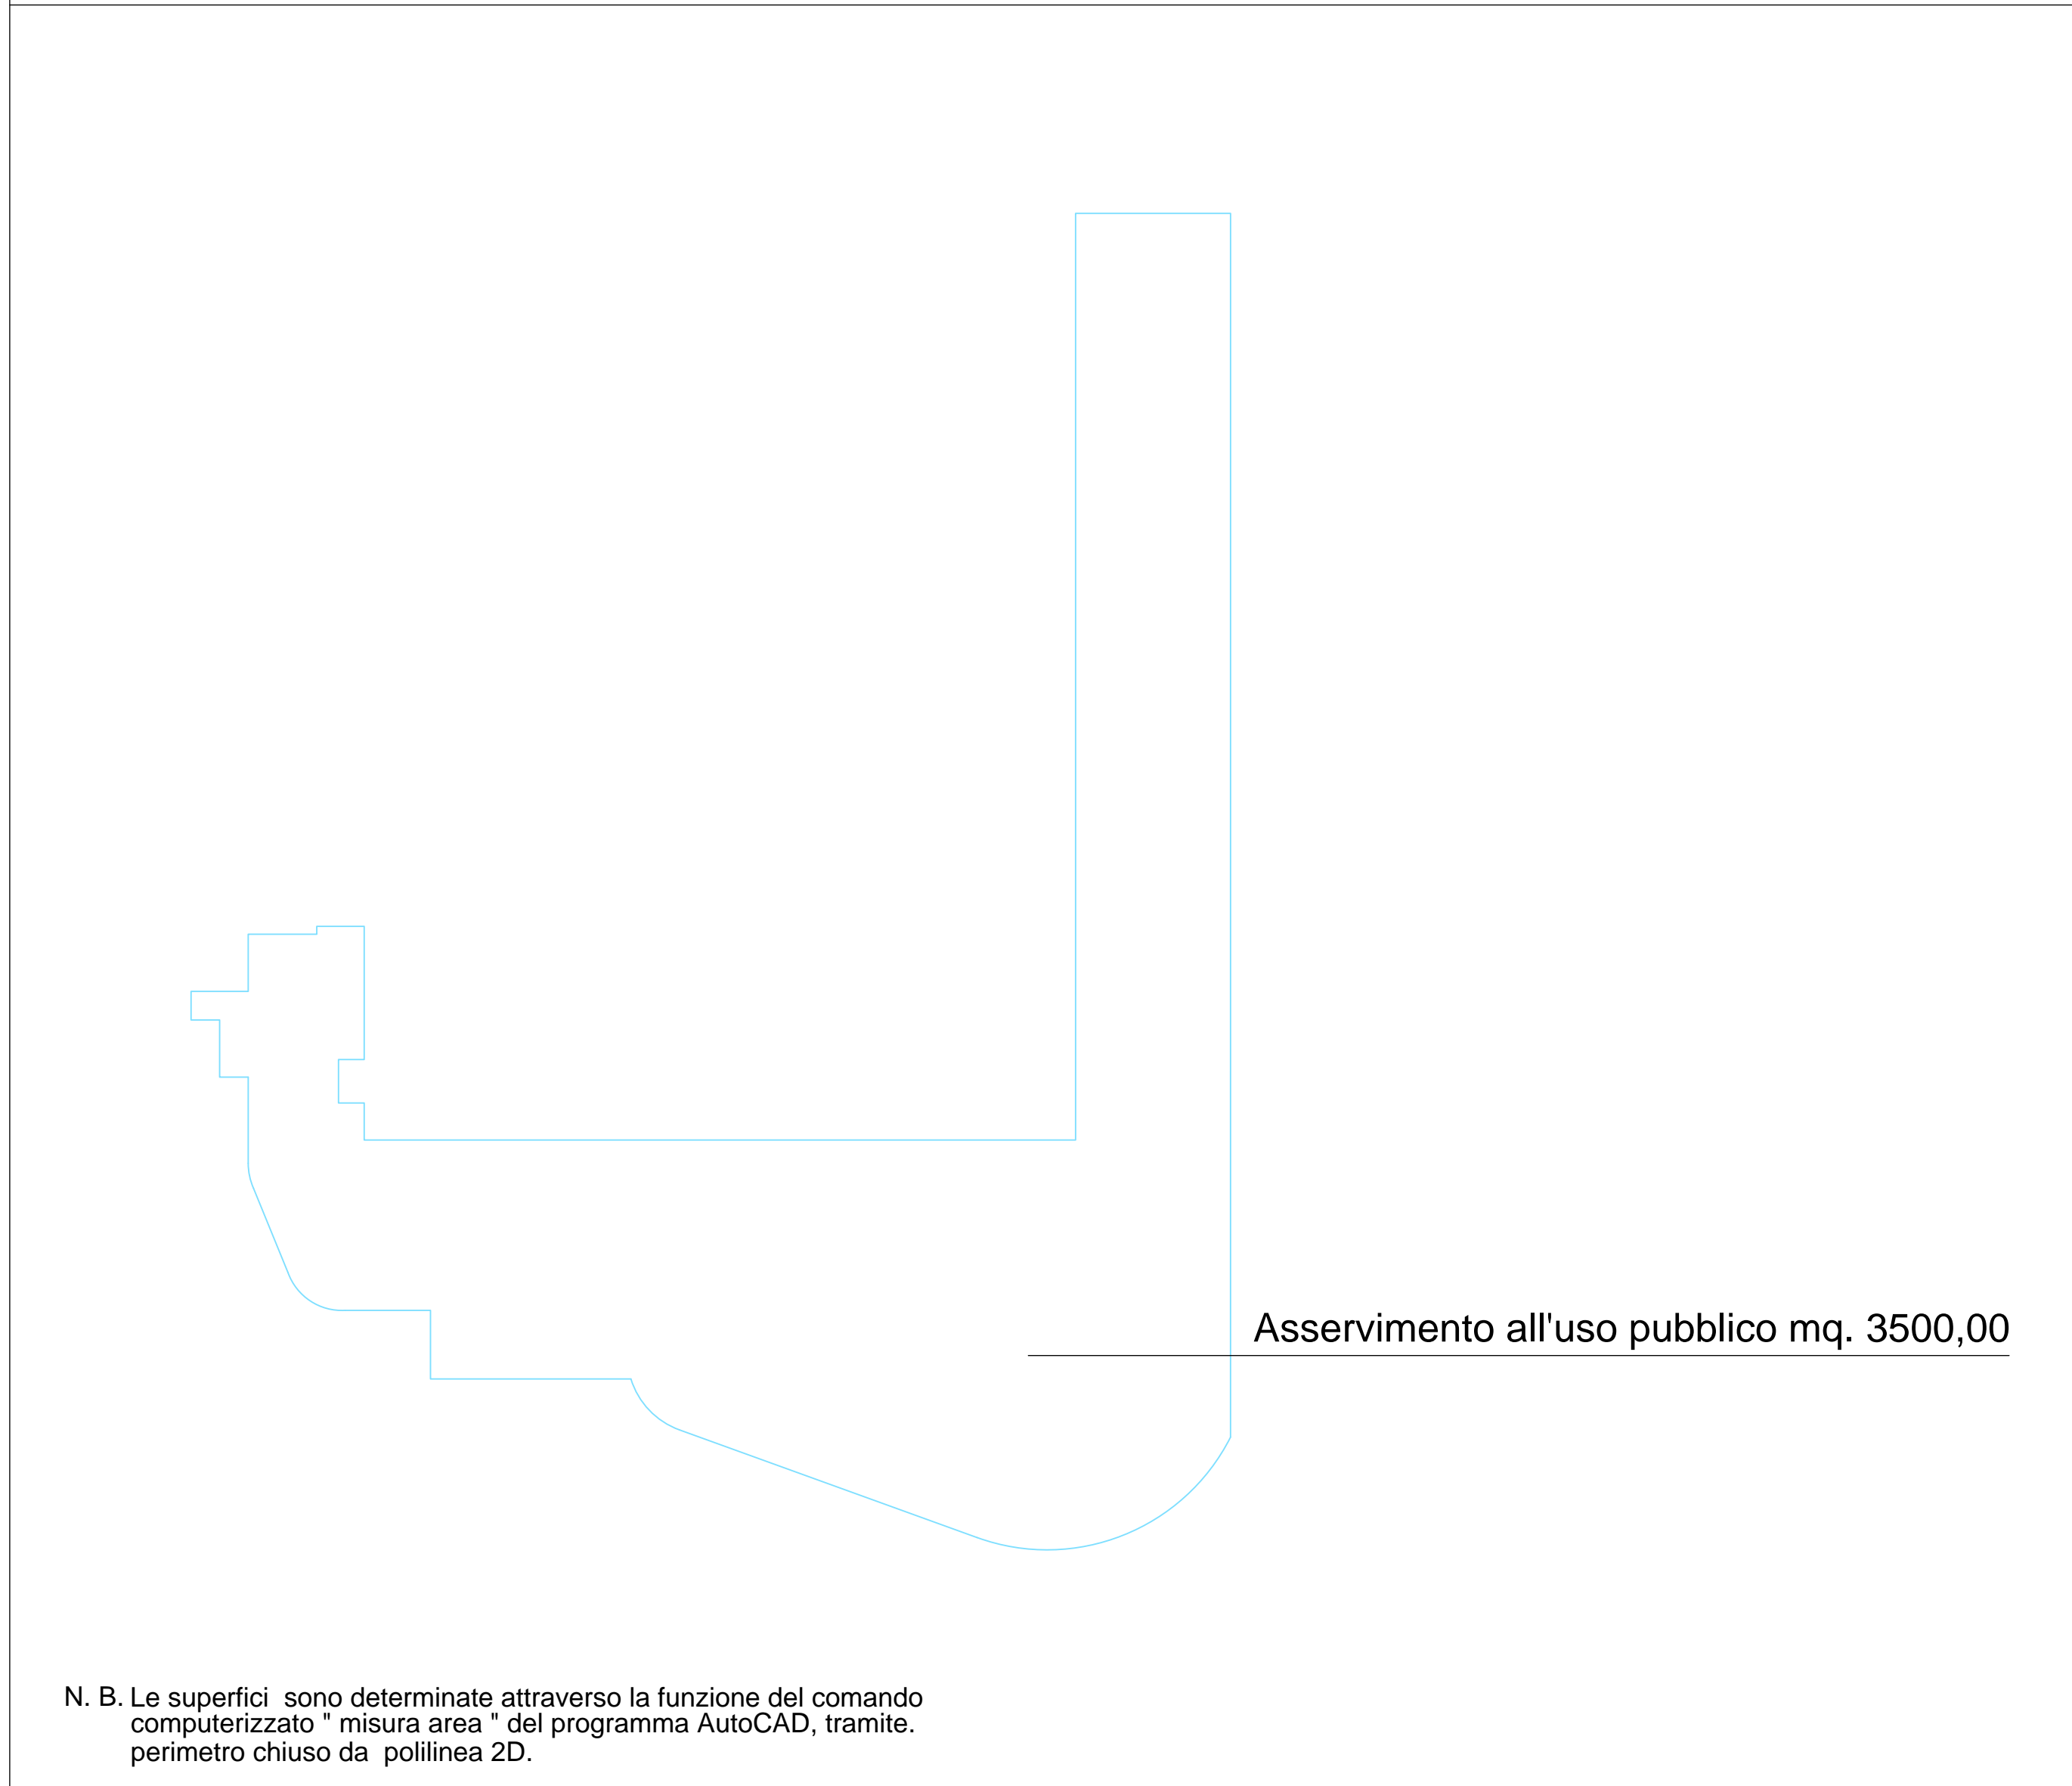 Asservimento all'uso pubblico mq. 3500,00
N. B. Le superfici sono determinate attraverso la funzione del comando
computerizzato " misura area " del programma AutoCAD, tramite.
perimetro chiuso da polilinea 2D.